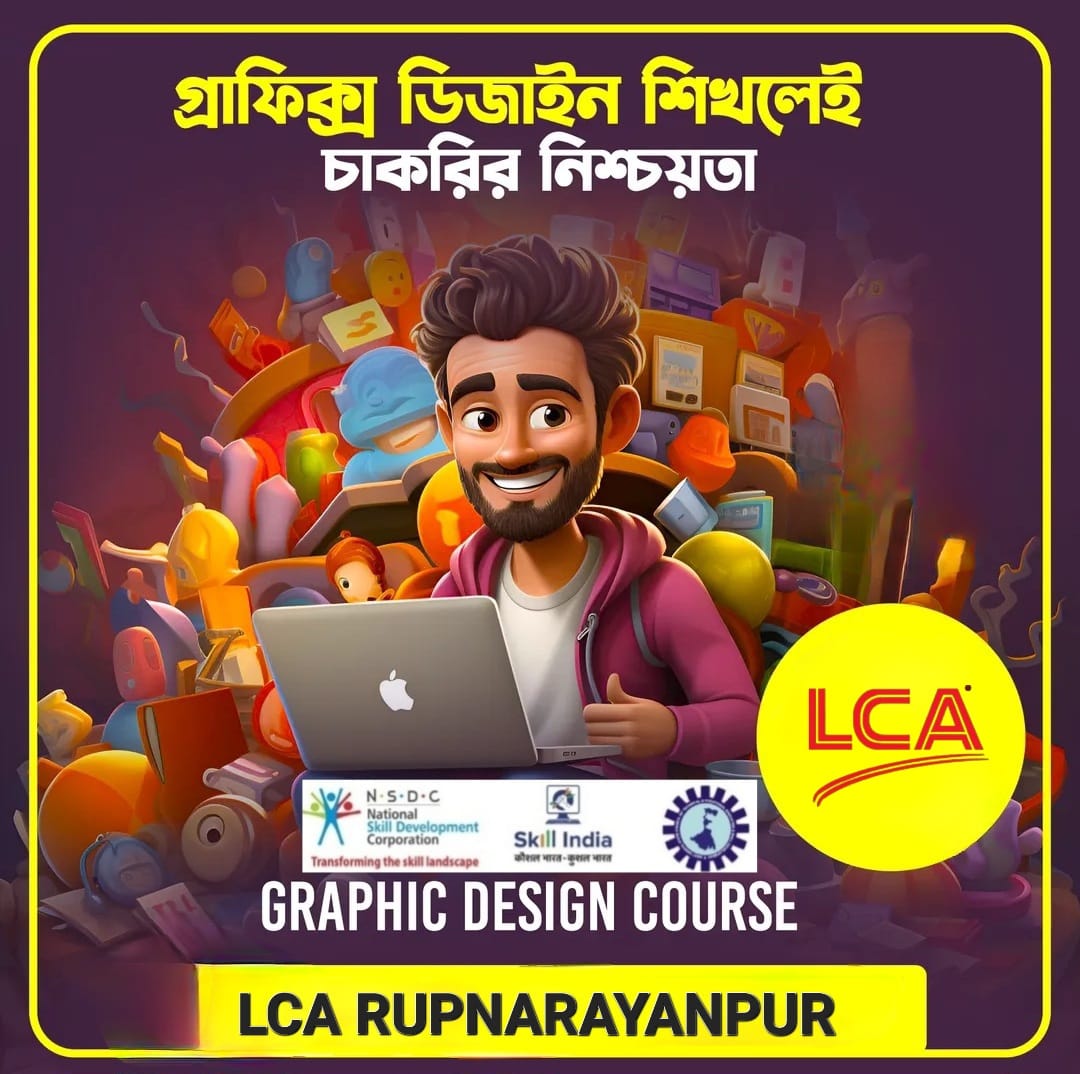 গ্রাফিক্স ডিজাইন শিখলেই
চাকরির নিশ্চয়তা
LCA
N·S·D·C
National
Skill Development
Corporation
Transforming the skill landscape
Skill India
कौशल भारत-कुशल भारत
GRAPHIC DESIGN COURSE
LCA RUPNARAYANPUR